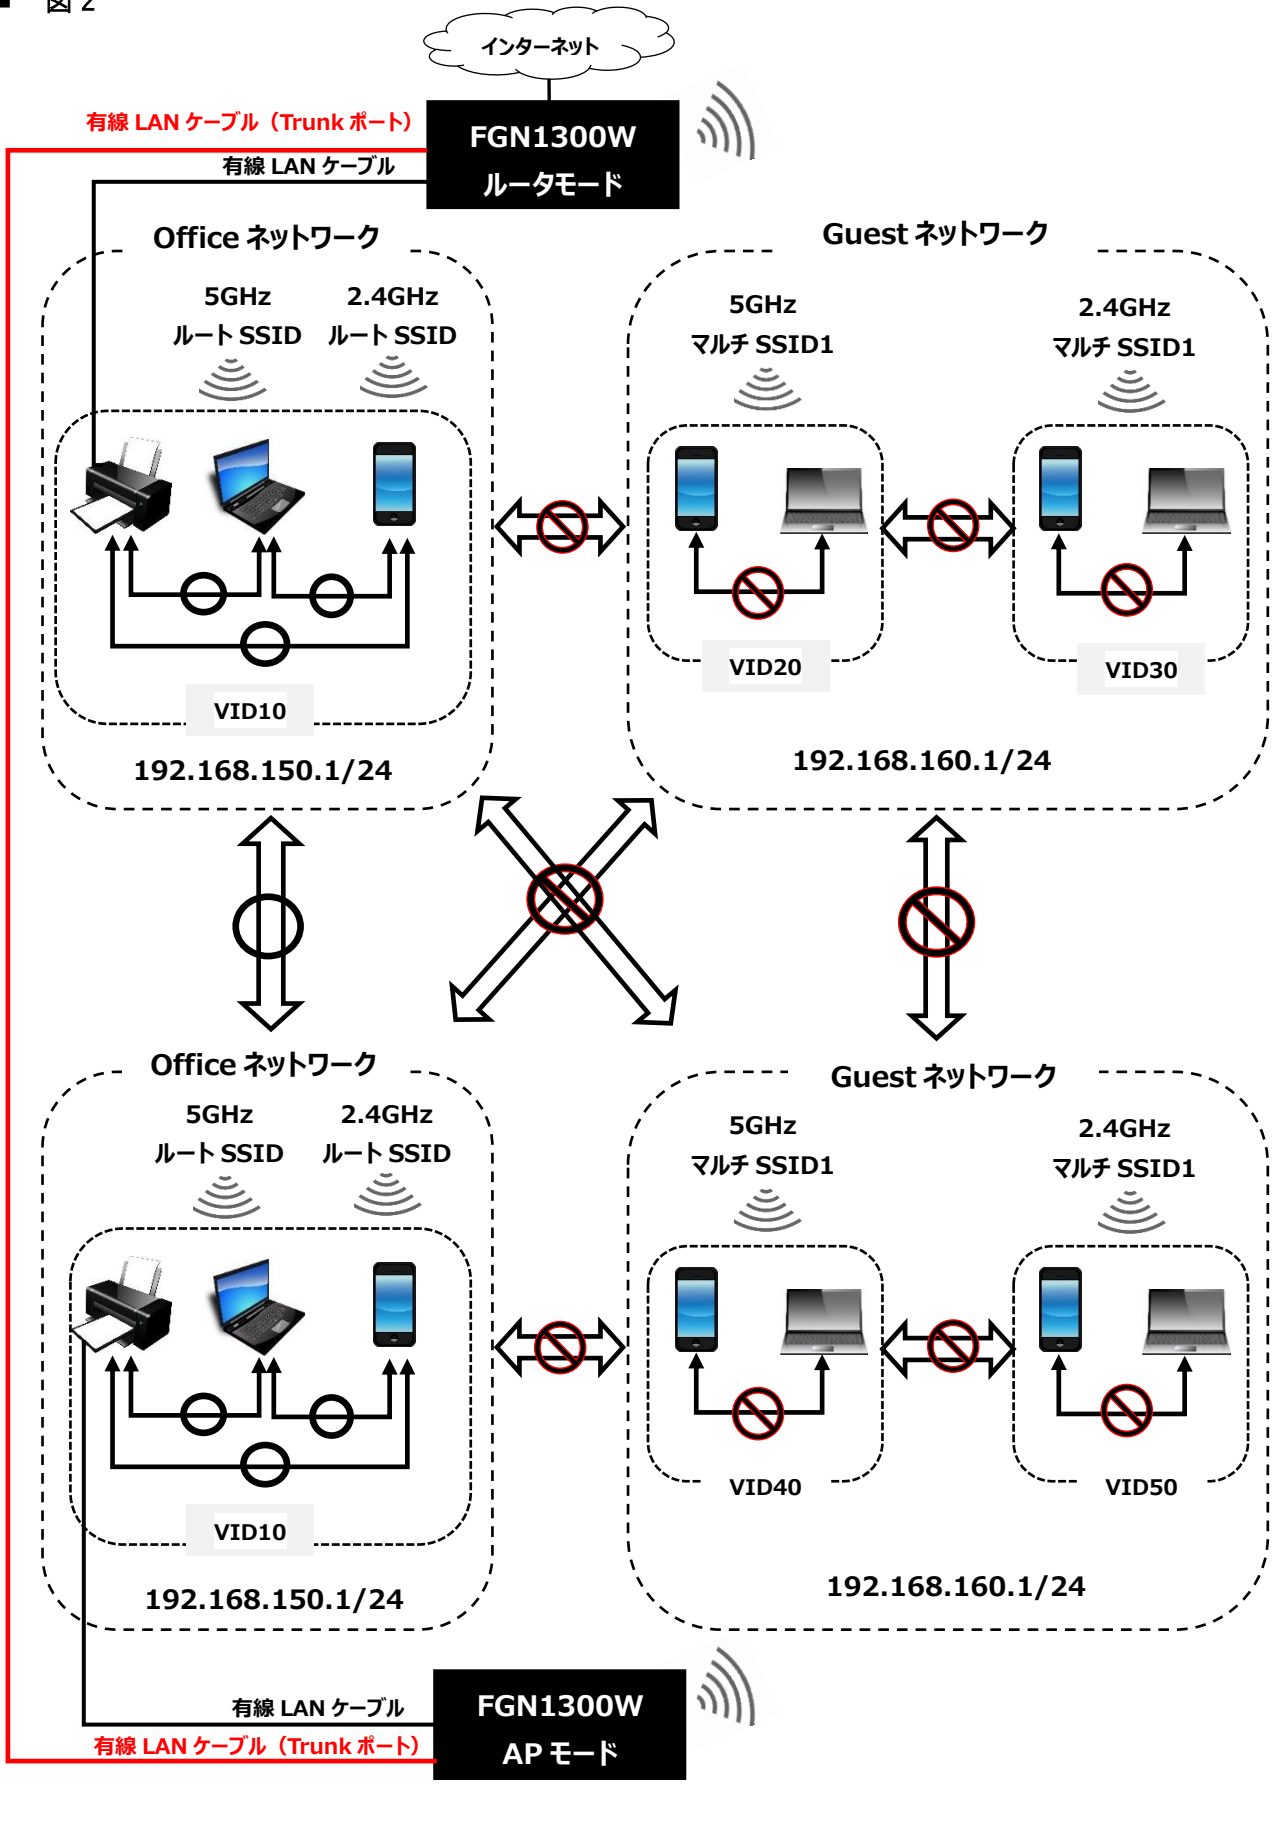 ■ 図 2
インターネット
有線 LAN ケーブル（Trunk ポート）
有線 LAN ケーブル
FGN1300W
ルータモード
Office ネットワーク
Guest ネットワーク
5GHz
ルート SSID
2.4GHz
ルート SSID
5GHz
マルチ SSID1
2.4GHz
マルチ SSID1
VID10
VID20
VID30
192.168.150.1/24
192.168.160.1/24
Office ネットワーク
Guest ネットワーク
5GHz
ルート SSID
2.4GHz
ルート SSID
5GHz
マルチ SSID1
2.4GHz
マルチ SSID1
VID10
VID40
VID50
192.168.150.1/24
192.168.160.1/24
有線 LAN ケーブル
有線 LAN ケーブル（Trunk ポート）
FGN1300W
AP モード